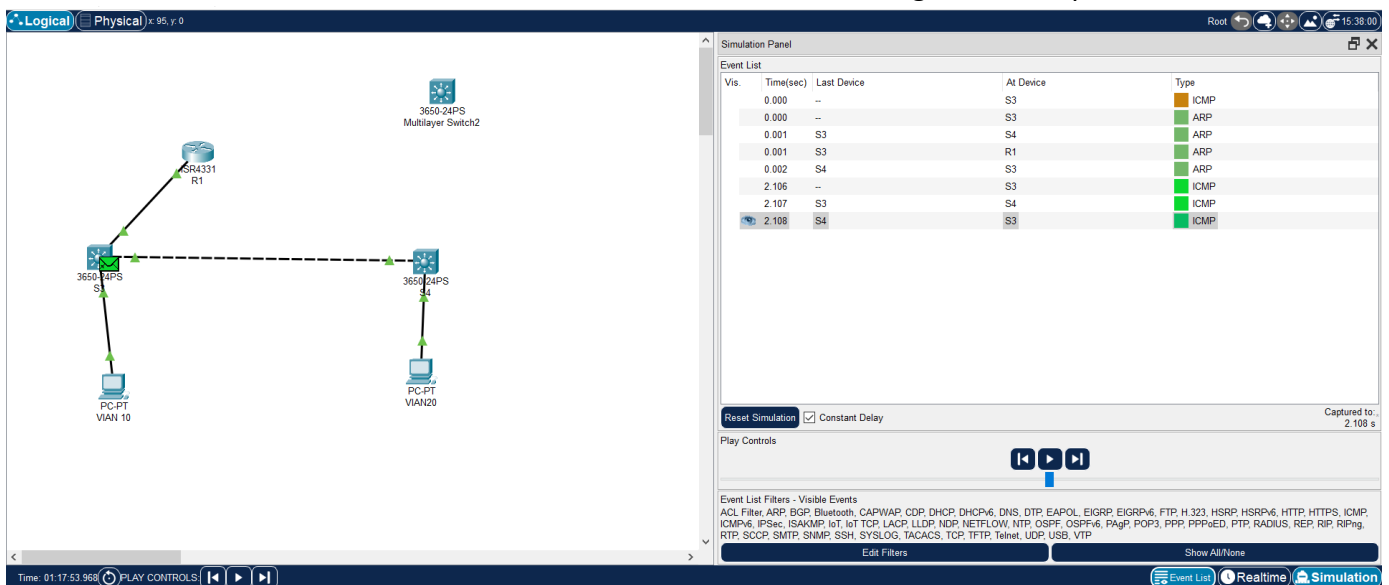 Logical Physical x: 95, y: 0 Root 15:38:00
Simulation Panel
Event List
Vis. Time(sec) Last Device At Device Type
0.000 -- S3 ICMP
0.000 -- S3 ARP
0.001 S3 S4 ARP
0.001 S3 R1 ARP
0.002 S4 S3 ARP
2.106 -- S3 ICMP
2.107 S3 S4 ICMP
2.108 S4 S3 ICMP
3650-24PS
Multilayer Switch2
ISR4331
R1
3650-24PS
S3
3650-24PS
S4
PC-PT
VlAN 10
PC-PT
VlAN20
Reset Simulation Constant Delay Captured to:
2.108 s
Play Controls
Event List Filters - Visible Events
ACL Filter, ARP, BGP, Bluetooth, CAPWAP, CDP, DHCP, DHCPv6, DNS, DTP, EAPOL, EIGRP, EIGRPv6, FTP, H.323, HSRP, HSRPv6, HTTP, HTTPS, ICMP,
ICMPv6, IPSec, ISAKMP, IoT, IoT TCP, LACP, LLDP, NDP, NETFLOW, NTP, OSPF, OSPFv6, PAgP, POP3, PPP, PPPoED, PTP, RADIUS, REP, RIP, RIPng,
RTP, SCCP, SMTP, SNMP, SSH, SYSLOG, TACACS, TCP, TFTP, Telnet, UDP, USB, VTP
Edit Filters Show All/None
Time: 01:17:53.968 PLAY CONTROLS: Event List Realtime Simulation